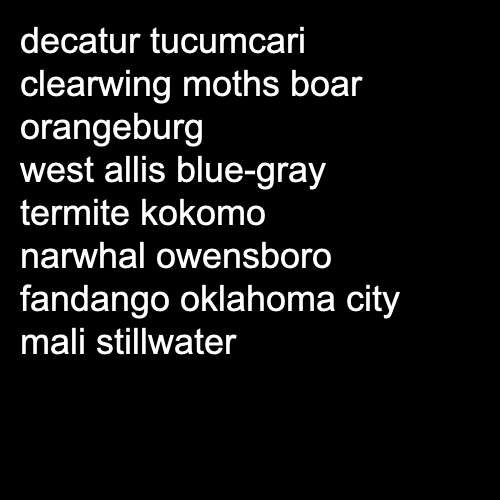 decatur tucumcari
clearwing moths boar
orangeburg
west allis blue-gray
termite kokomo
narwhal owensboro
fandango oklahoma city
mali stillwater